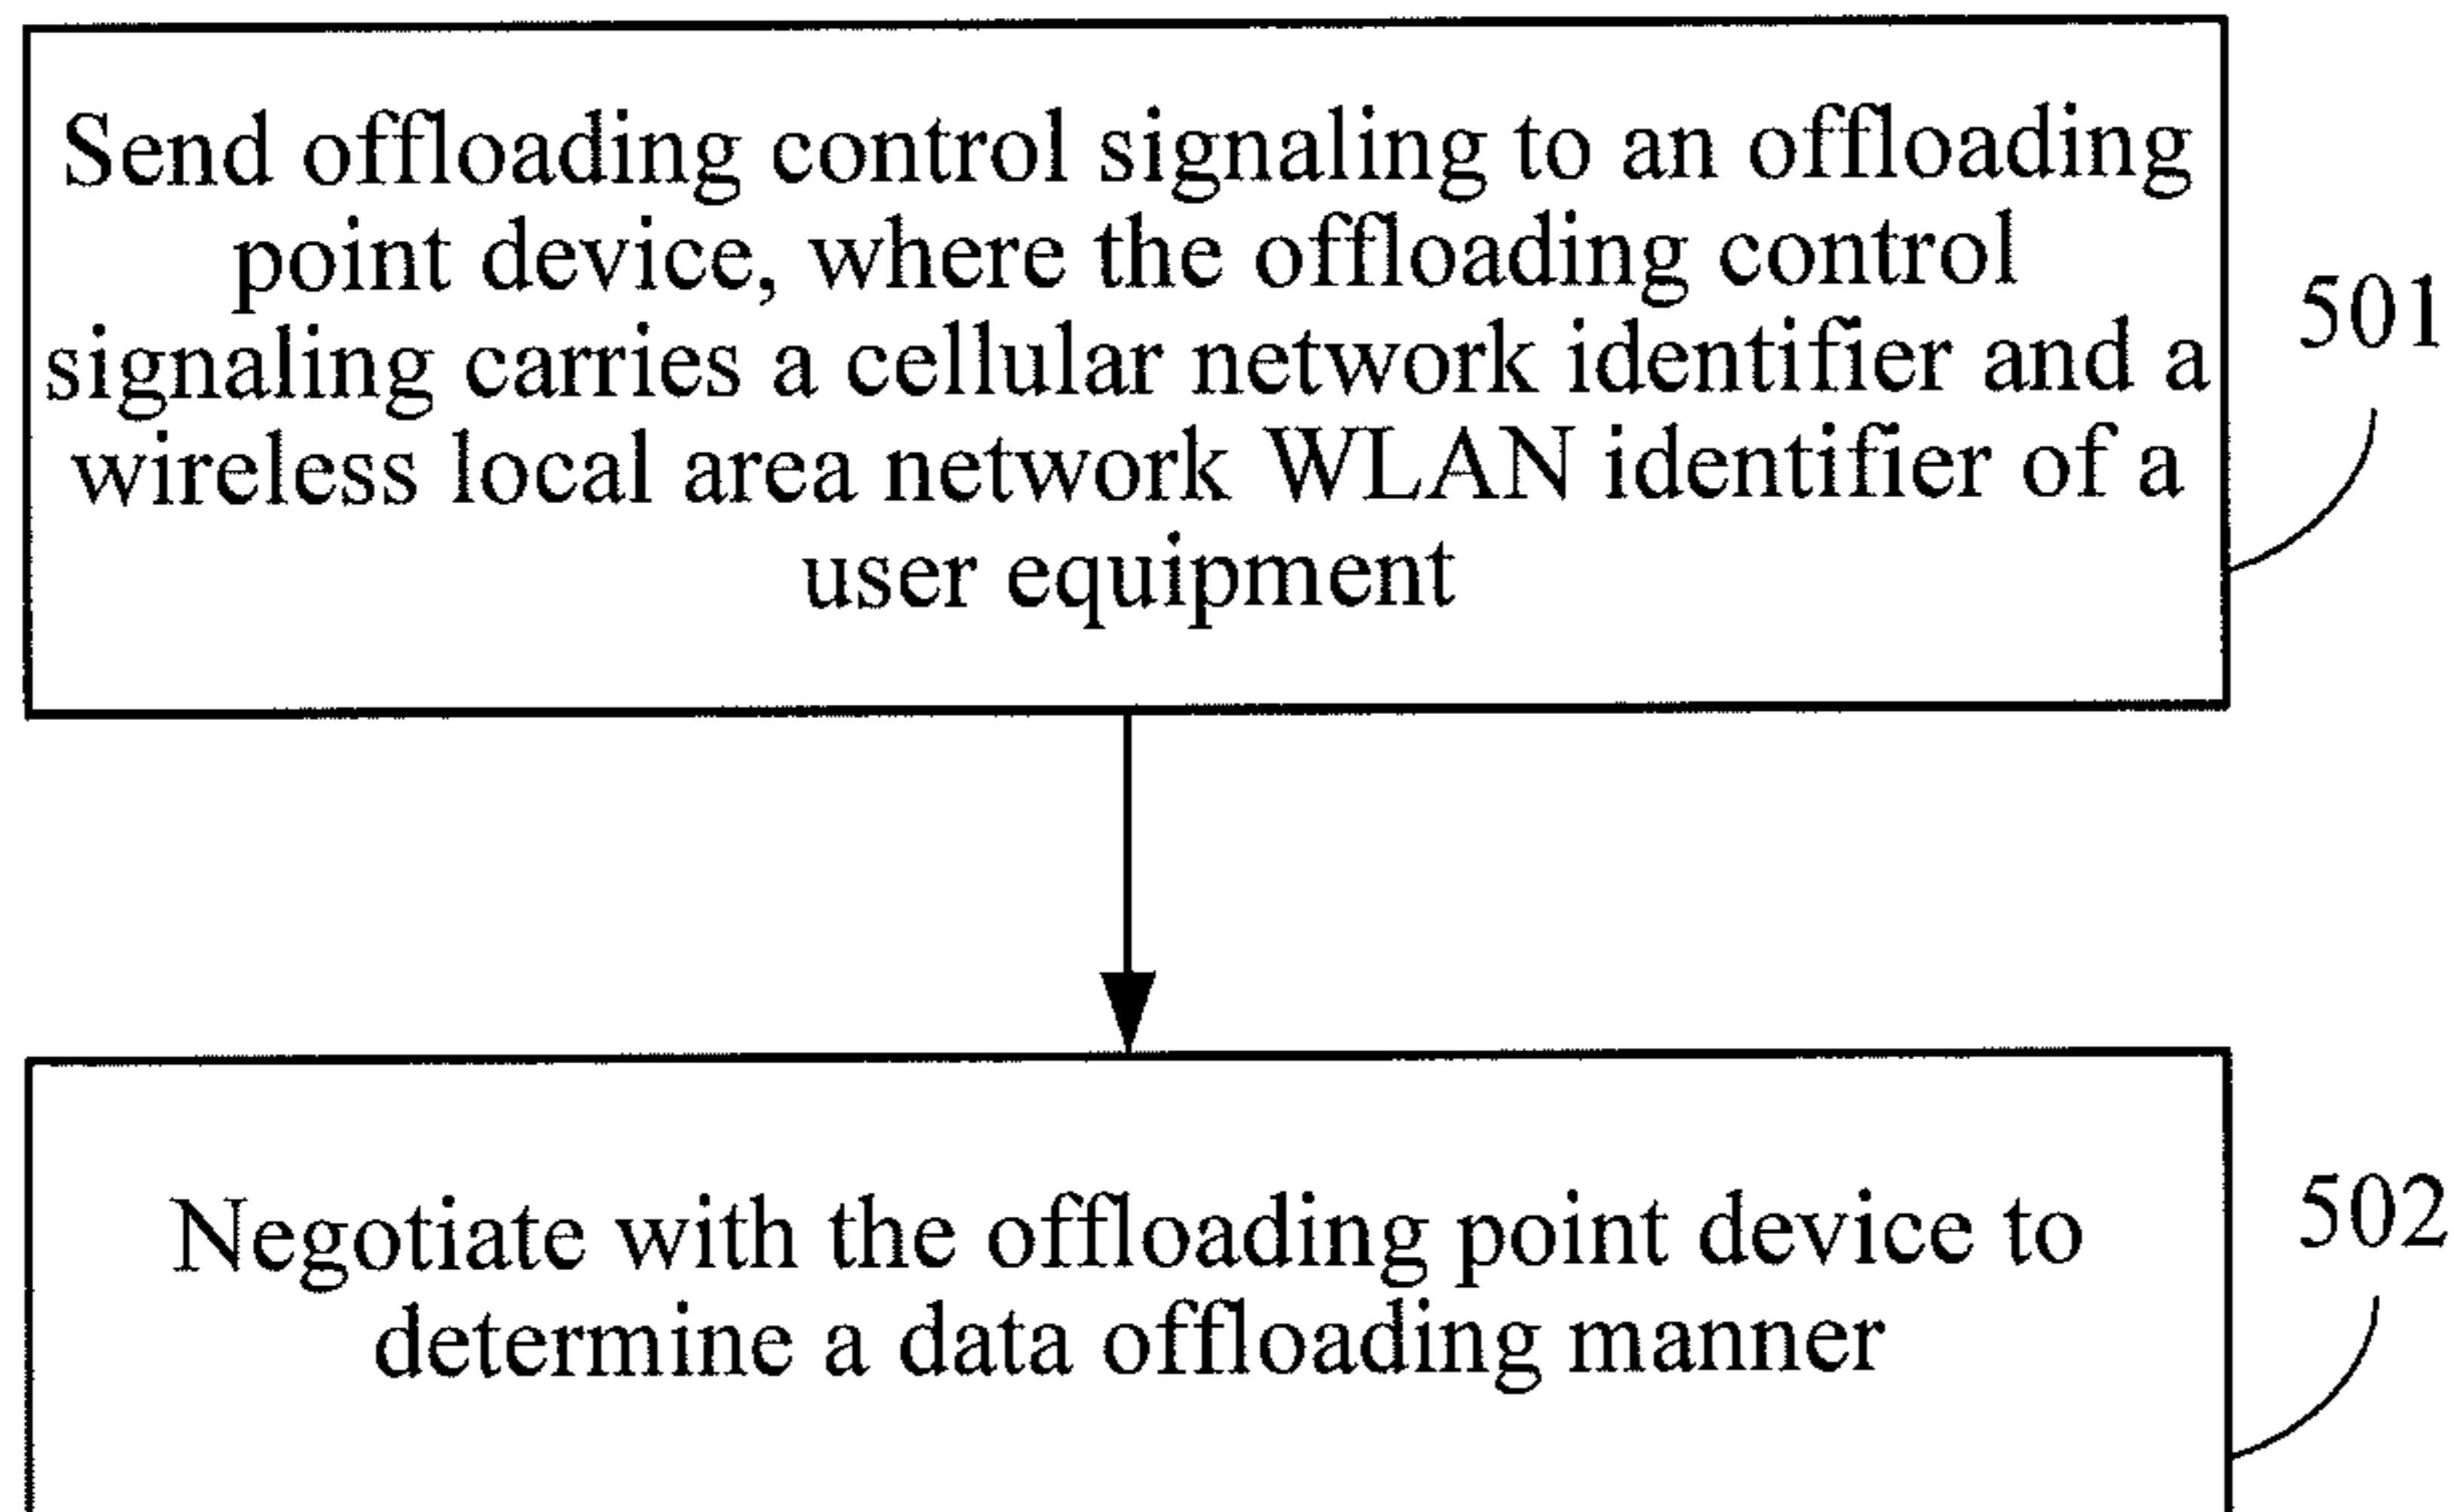 Send offloading control signaling to an offloading
point device, where the offloading control
signaling carries a cellular network identifier and a
wireless local area network WLAN identifier of a
user equipment
501
Negotiate with the offloading point device to
determine a data offloading manner
502